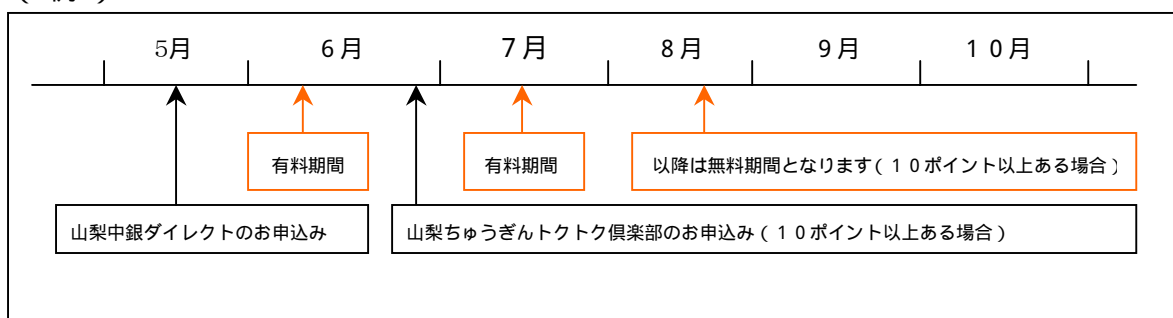 5月 6月 7月 8月 9月 10月
有料期間 有料期間 以降は無料期間となります(10ポイント以上ある場合)
山梨中銀ダイレクトのお申込み 山梨ちゅうぎんトクトク倶楽部のお申込み(10ポイント以上ある場合)